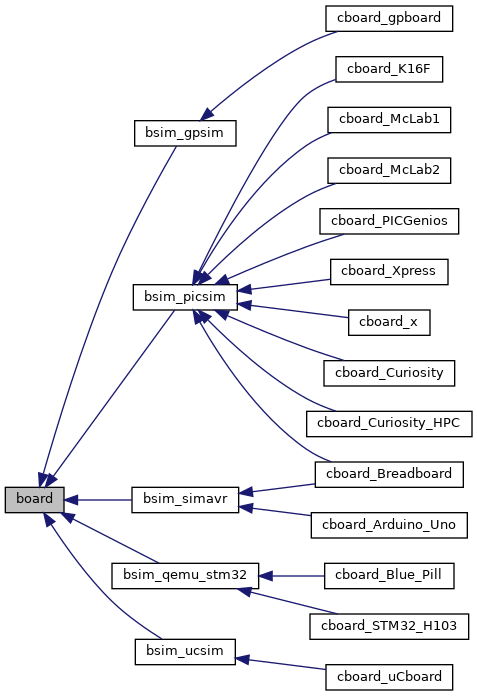 cboard_gpboard
cboard_K16F
cboard_McLab1
bsim_gpsim
cboard_McLab2
cboard_PICGenios
cboard_Xpress
bsim_picsim
cboard_x
cboard_Curiosity
cboard_Curiosity_HPC
cboard_Breadboard
board
bsim_simavr
cboard_Arduino_Uno
bsim_qemu_stm32
cboard_Blue_Pill
cboard_STM32_H103
bsim_ucsim
cboard_uCboard